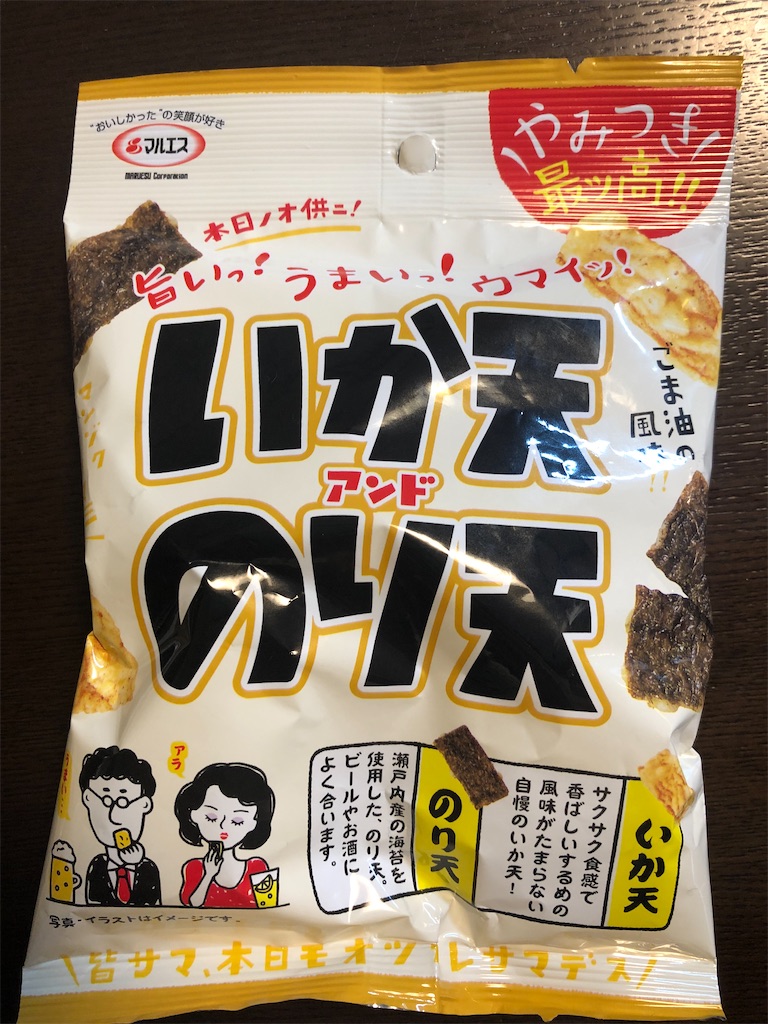 "おいしかった"の笑顔が好き
マルエス
MARUESU Corporation
やみつき
最ッ高!!
本日ノオ供ニ!
旨いっ! うまいっ! ウマイッ!
いか天
アンド
のり天
ごま油の
風味!!
いか天
サクサク食感で
香ばしいするめの
風味がたまらない
自慢のいか天!
のり天
瀬戸内産の海苔を
使用した、のり天。
ビールやお酒に
よく合います。
うまい…
アラ
写真・イラストはイメージです。
皆サマ、本日モオツカレサマデス